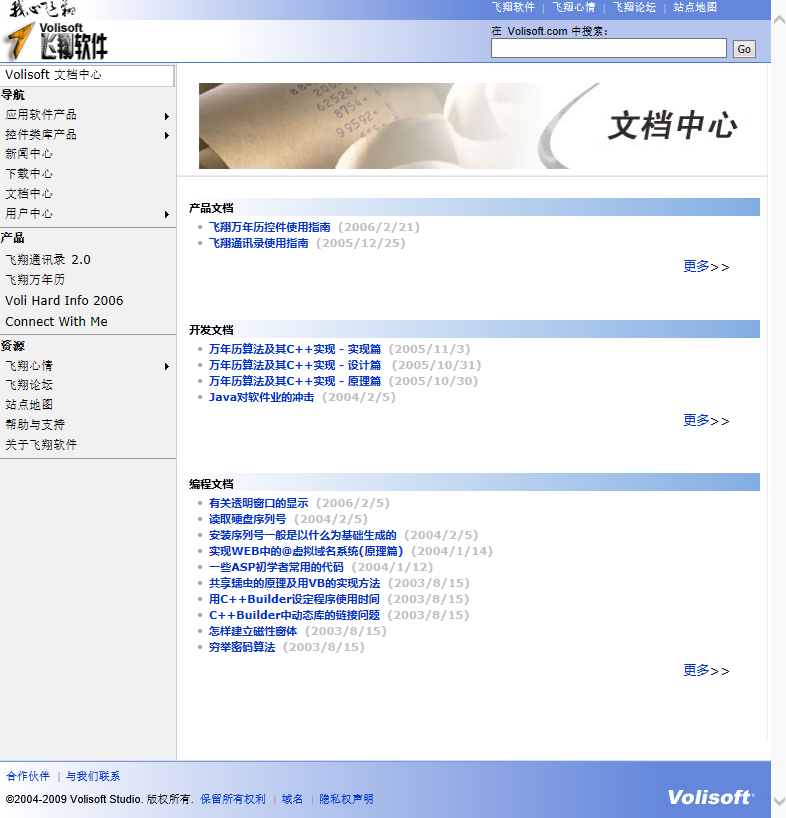 我心飞翔
飞翔软件 | 飞翔心情 | 飞翔论坛 | 站点地图
Volisoft
飞翔软件
在 Volisoft.com 中搜索:
Go
Volisoft 文档中心
导航
应用软件产品
控件类库产品
新闻中心
下载中心
文档中心
用户中心
产品
飞翔通讯录 2.0
飞翔万年历
Voli Hard Info 2006
Connect With Me
资源
飞翔心情
飞翔论坛
站点地图
帮助与支持
关于飞翔软件
文档中心
产品文档
飞翔万年历控件使用指南 (2006/2/21)
飞翔通讯录使用指南 (2005/12/25)
更多>>
开发文档
万年历算法及其C++实现 - 实现篇 (2005/11/3)
万年历算法及其C++实现 - 设计篇 (2005/10/31)
万年历算法及其C++实现 - 原理篇 (2005/10/30)
Java对软件业的冲击 (2004/2/5)
更多>>
编程文档
有关透明窗口的显示 (2006/2/5)
读取硬盘序列号 (2004/2/5)
安装序列号一般是以什么为基础生成的 (2004/2/5)
实现WEB中的@虚拟域名系统(原理篇) (2004/1/14)
一些ASP初学者常用的代码 (2004/1/12)
共享蠕虫的原理及用VB的实现方法 (2003/8/15)
用C++Builder设定程序使用时间 (2003/8/15)
C++Builder中动态库的链接问题 (2003/8/15)
怎样建立磁性窗体 (2003/8/15)
穷举密码算法 (2003/8/15)
更多>>
合作伙伴 | 与我们联系
©2004-2009 Volisoft Studio. 版权所有. 保留所有权利 | 域名 | 隐私权声明
Volisoft